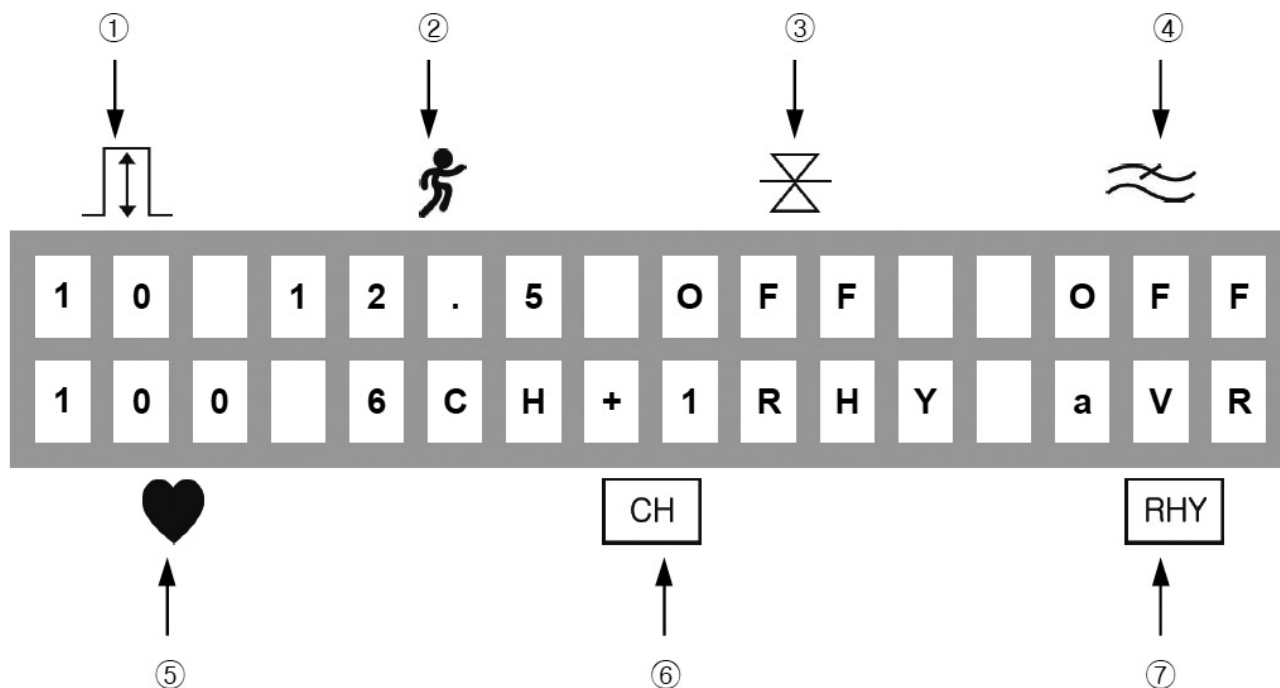 ① ② ③ ④
10 12.5 OFF OFF
100 6CH+1RHY aVR
CH RHY
⑤ ⑥ ⑦